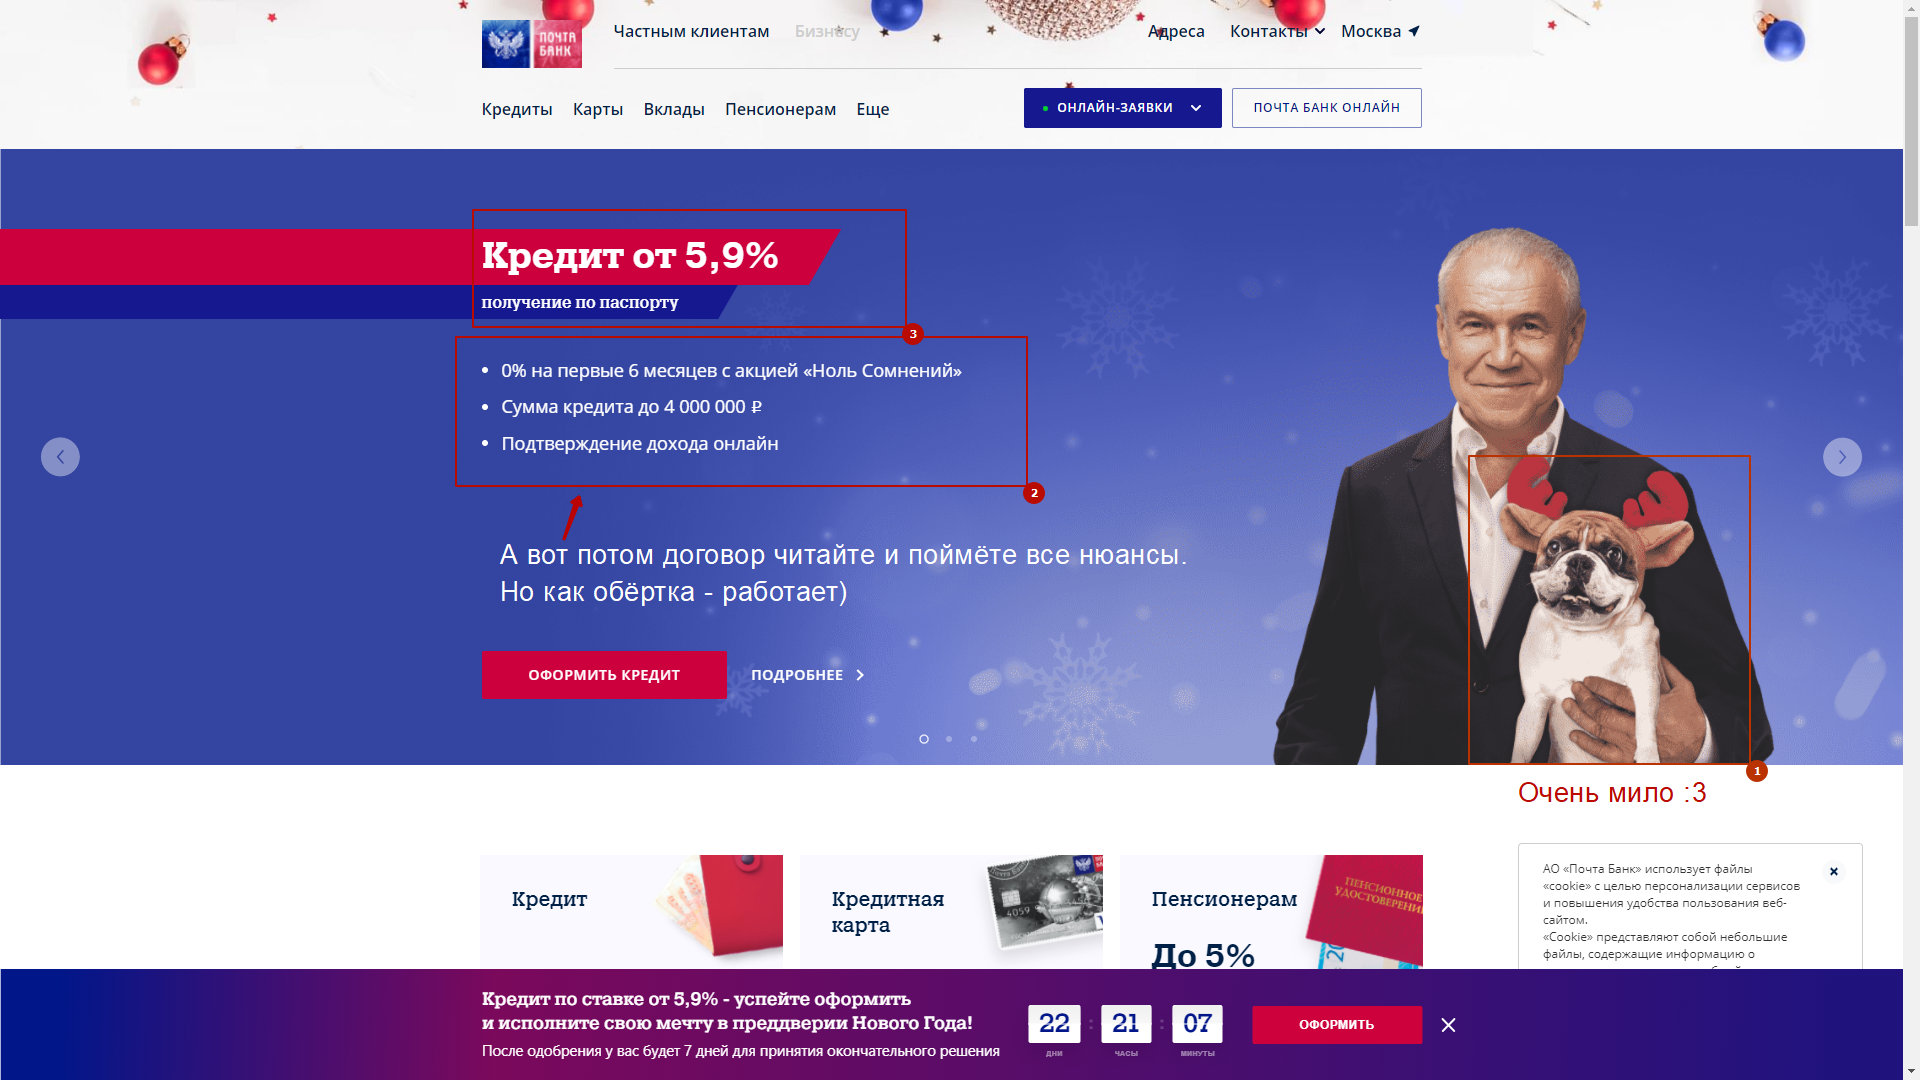 ПОЧТА БАНК
Частным клиентам
Бизнесу
Адреса
Контакты
Москва
Кредиты
Карты
Вклады
Пенсионерам
Еще
ОНЛАЙН-ЗАЯВКИ
ПОЧТА БАНК ОНЛАЙН
Кредит от 5,9%
получение по паспорту
3
• 0% на первые 6 месяцев с акцией «Ноль Сомнений»
• Сумма кредита до 4 000 000 ₽
• Подтверждение дохода онлайн
2
А вот потом договор читайте и поймёте все нюансы.
Но как обёртка - работает)
ОФОРМИТЬ КРЕДИТ
ПОДРОБНЕЕ
1
Очень мило :3
Кредит
Кредитная
карта
4059
Пенсионерам
До 5%
ПЕНСИОННОЕ
АО «Почта Банк» использует файлы
«cookie» с целью персонализации сервисов
и повышения удобства пользования веб-
сайтом.
«Cookie» представляют собой небольшие
файлы, содержащие информацию о
Кредит по ставке от 5,9% - успейте оформить
и исполните свою мечту в преддверии Нового Года!
После одобрения у вас будет 7 дней для принятия окончательного решения
22 : 21 : 07
ДНИ ЧАСЫ МИНУТЫ
ОФОРМИТЬ